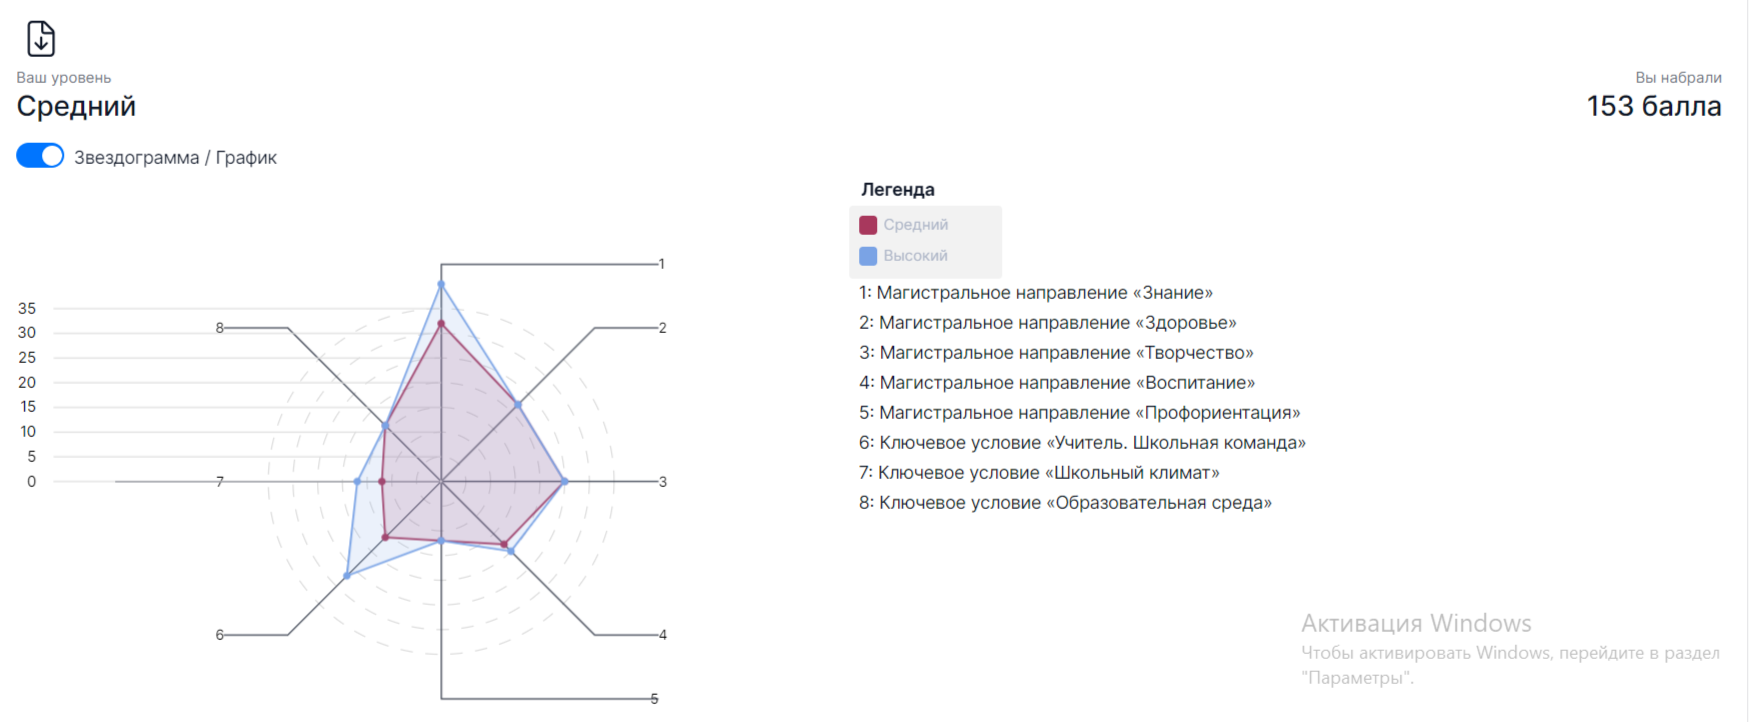 Ваш уровень
Вы набрали
Средний
153 балла
Звездограмма / График
Легенда
Средний
Высокий
1: Магистральное направление «Знание»
2: Магистральное направление «Здоровье»
3: Магистральное направление «Творчество»
4: Магистральное направление «Воспитание»
5: Магистральное направление «Профориентация»
6: Ключевое условие «Учитель. Школьная команда»
7: Ключевое условие «Школьный климат»
8: Ключевое условие «Образовательная среда»
35
30
25
20
15
10
5
0
1
2
3
4
5
6
7
8
Активация Windows
Чтобы активировать Windows, перейдите в раздел
"Параметры".